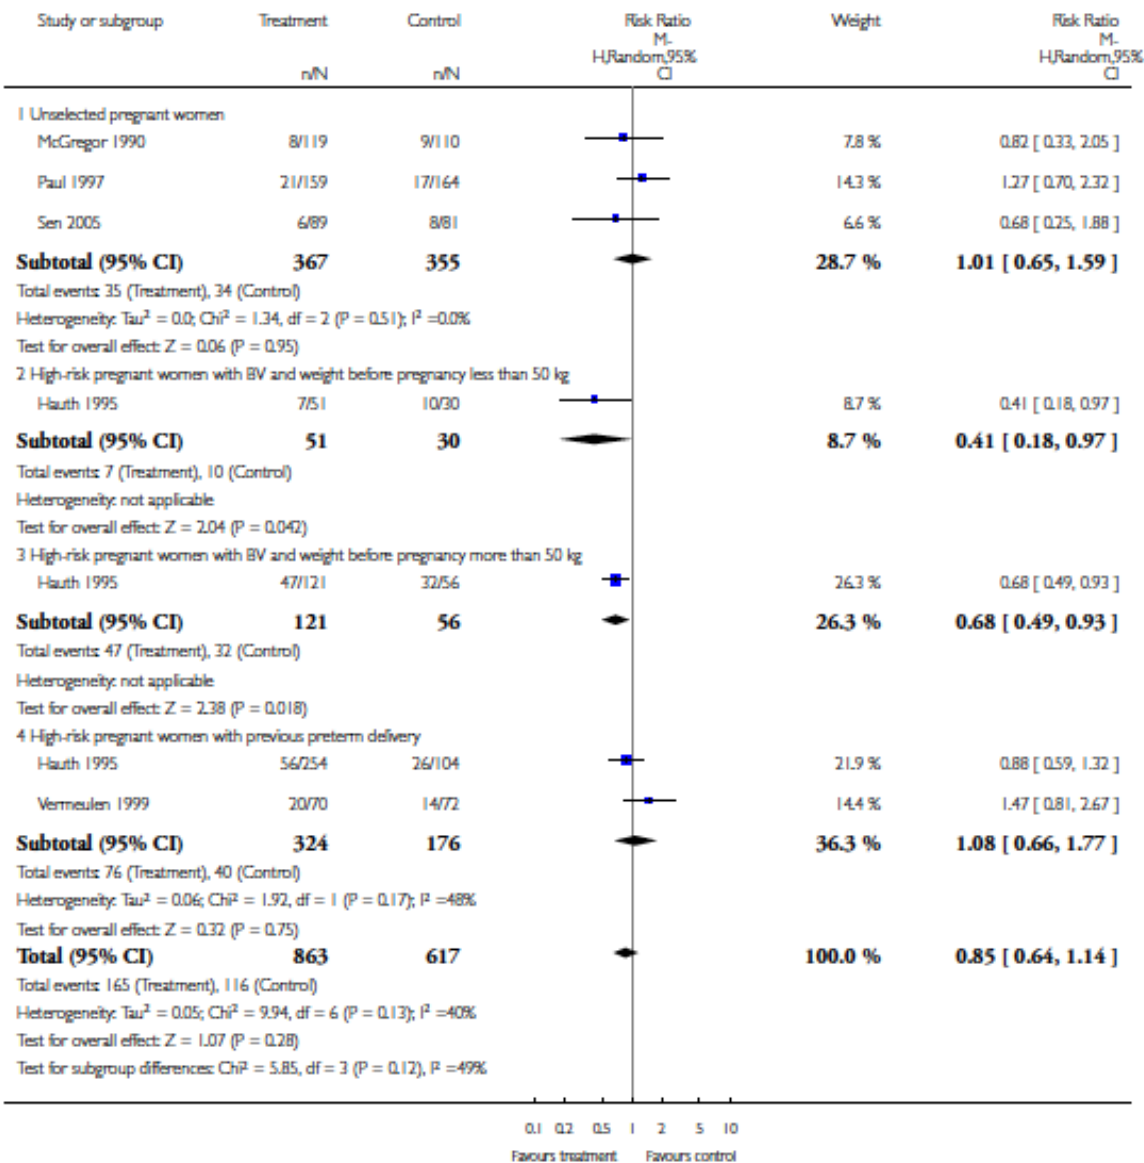 Study or subgroup Treatment Control Risk Ratio Weight Risk Ratio
M- M-
H,Random,95% H,Random,95%
n/N n/N CI CI
1 Unselected pregnant women
McGregor 1990 8/119 9/110 7.8 % 0.82 [ 0.33, 2.05 ]
Paul 1997 21/159 17/164 14.3 % 1.27 [ 0.70, 2.32 ]
Sen 2005 6/89 8/81 6.6 % 0.68 [ 0.25, 1.88 ]
Subtotal (95% CI) 367 355 28.7 % 1.01 [ 0.65, 1.59 ]
Total events: 35 (Treatment), 34 (Control)
Heterogeneity: Tau² = 0.0; Chi² = 1.34, df = 2 (P = 0.51); I² =0.0%
Test for overall effect: Z = 0.06 (P = 0.95)
2 High-risk pregnant women with BV and weight before pregnancy less than 50 kg
Hauth 1995 7/51 10/30 8.7 % 0.41 [ 0.18, 0.97 ]
Subtotal (95% CI) 51 30 8.7 % 0.41 [ 0.18, 0.97 ]
Total events: 7 (Treatment), 10 (Control)
Heterogeneity: not applicable
Test for overall effect: Z = 2.04 (P = 0.042)
3 High-risk pregnant women with BV and weight before pregnancy more than 50 kg
Hauth 1995 47/121 32/56 26.3 % 0.68 [ 0.49, 0.93 ]
Subtotal (95% CI) 121 56 26.3 % 0.68 [ 0.49, 0.93 ]
Total events: 47 (Treatment), 32 (Control)
Heterogeneity: not applicable
Test for overall effect: Z = 2.38 (P = 0.018)
4 High-risk pregnant women with previous preterm delivery
Hauth 1995 56/254 26/104 21.9 % 0.88 [ 0.59, 1.32 ]
Vermeulen 1999 20/70 14/72 14.4 % 1.47 [ 0.81, 2.67 ]
Subtotal (95% CI) 324 176 36.3 % 1.08 [ 0.66, 1.77 ]
Total events: 76 (Treatment), 40 (Control)
Heterogeneity: Tau² = 0.06; Chi² = 1.92, df = 1 (P = 0.17); I² =48%
Test for overall effect: Z = 0.32 (P = 0.75)
Total (95% CI) 863 617 100.0 % 0.85 [ 0.64, 1.14 ]
Total events: 165 (Treatment), 116 (Control)
Heterogeneity: Tau² = 0.05; Chi² = 9.94, df = 6 (P = 0.13); I² =40%
Test for overall effect: Z = 1.07 (P = 0.28)
Test for subgroup differences: Chi² = 5.85, df = 3 (P = 0.12), I² =49%
0.1 0.2 0.5 1 2 5 10
Favours treatment Favours control